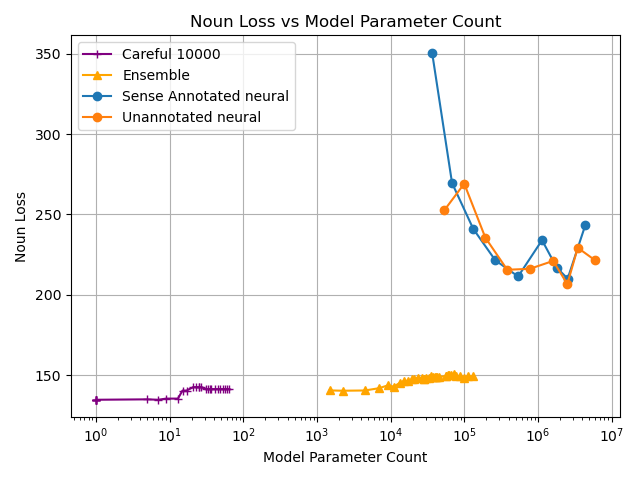 Noun Loss vs Model Parameter Count
Careful 10000
Ensemble
Sense Annotated neural
Unannotated neural
350
300
250
200
150
Noun Loss
10⁰ 10¹ 10² 10³ 10⁴ 10⁵ 10⁶ 10⁷
Model Parameter Count